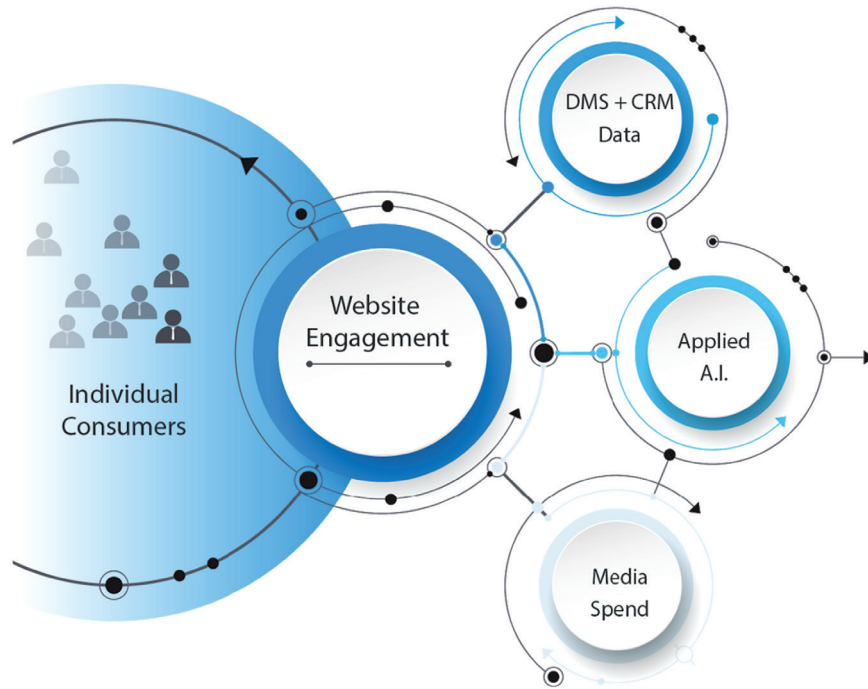 DMS + CRM
Data
Website
Engagement
Applied
A.I.
Individual
Consumers
Media
Spend